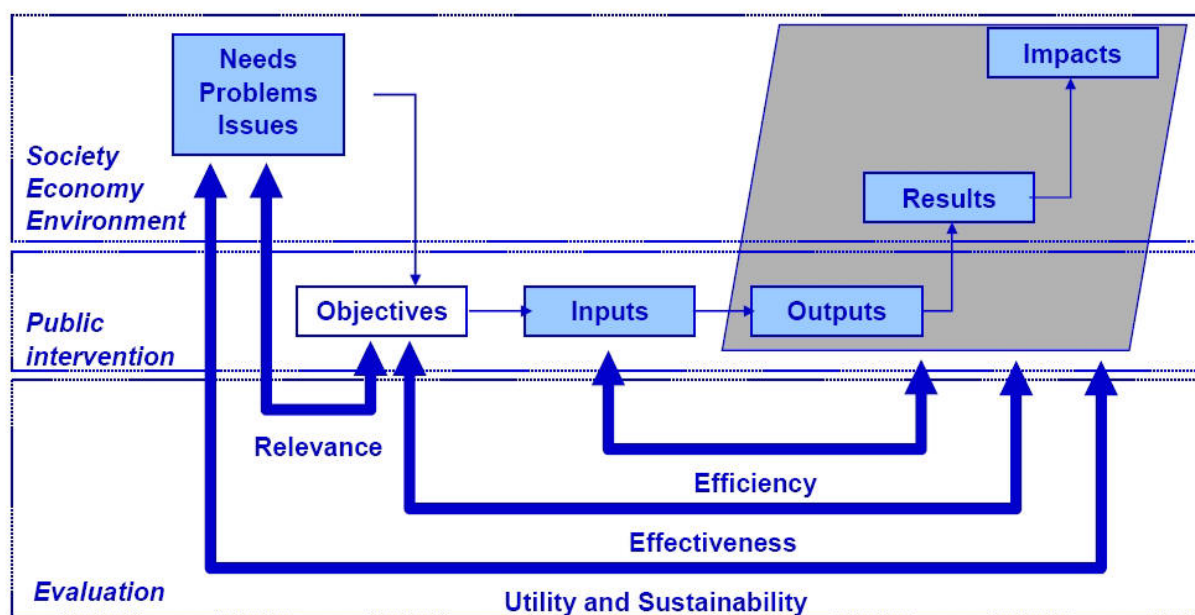 Needs
Problems
Issues
Impacts
Society
Economy
Environment
Results
Public
intervention
Objectives
Inputs
Outputs
Relevance
Efficiency
Effectiveness
Evaluation
Utility and Sustainability